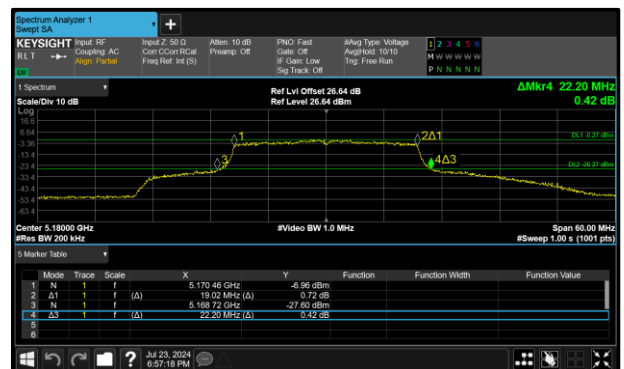 Spectrum Analyzer 1
Swept SA
+
KEYSIGHT Input: RF Input Z: 50 Ω Atten: 10 dB PNO: Fast #Avg Type: Voltage 1 2 3 4 5 6
RLT Coupling: AC Corr CCorr RCal Preamp: Off Gate: Off Avg|Hold: 10/10 M W W W W W
Align: Partial Freq Ref: Int (S) IF Gain: Low Trig: Free Run
Sig Track: Off P N N N N N
1 Spectrum Ref Lvl Offset 26.64 dB ΔMkr4 22.20 MHz
Scale/Div 10 dB Ref Level 26.64 dBm 0.42 dB
Log
16.6
6.64 1 2Δ1 DL1 -0.27 dBm
-3.36
-13.4 3 4Δ3
-23.4 DL2 -26.27 dBm
-33.4
-43.4
-53.4
-63.4
Center 5.18000 GHz #Video BW 1.0 MHz Span 60.00 MHz
#Res BW 200 kHz #Sweep 1.00 s (1001 pts)
5 Marker Table
Mode Trace Scale X Y Function Function Width Function Value
1 N 1 f 5.170 46 GHz -6.96 dBm
2 Δ1 1 f (Δ) 19.02 MHz (Δ) 0.72 dB
3 N 1 f 5.168 72 GHz -27.60 dBm
4 Δ3 1 f (Δ) 22.20 MHz (Δ) 0.42 dB
5
6
? Jul 23, 2024
6:57:18 PM